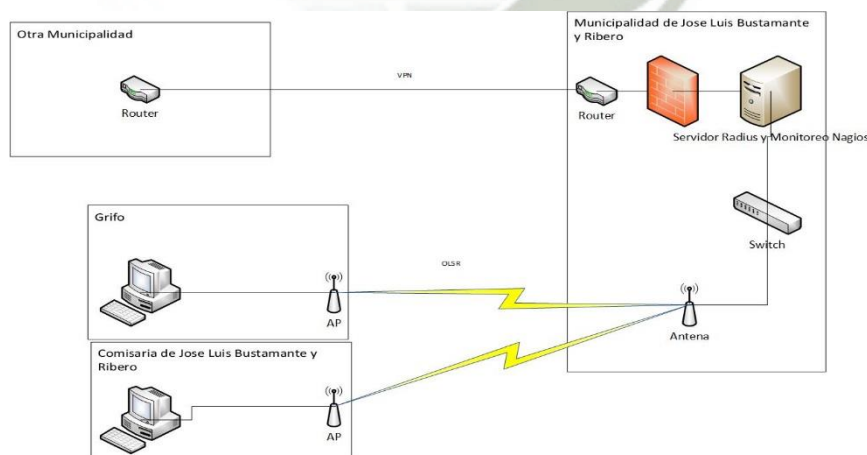 Otra Municipalidad
Router
VPN
Municipalidad de Jose Luis Bustamante
y Ribero
Router
Servidor Radius y Monitoreo Nagios
Switch
Antena
Grifo
AP
OLSR
Comisaria de Jose Luis Bustamante y
Ribero
AP